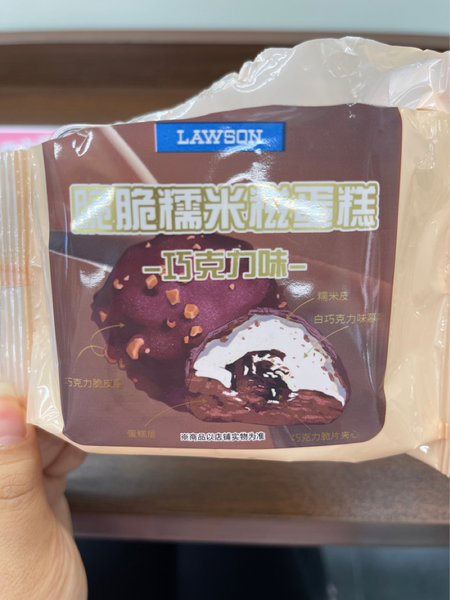 LAWSON
脆脆糯米糍蛋糕
-巧克力味-
糯米皮
白巧克力味慕斯
巧克力脆皮层
蛋糕层
巧克力脆片夹心
※商品以店铺实物为准